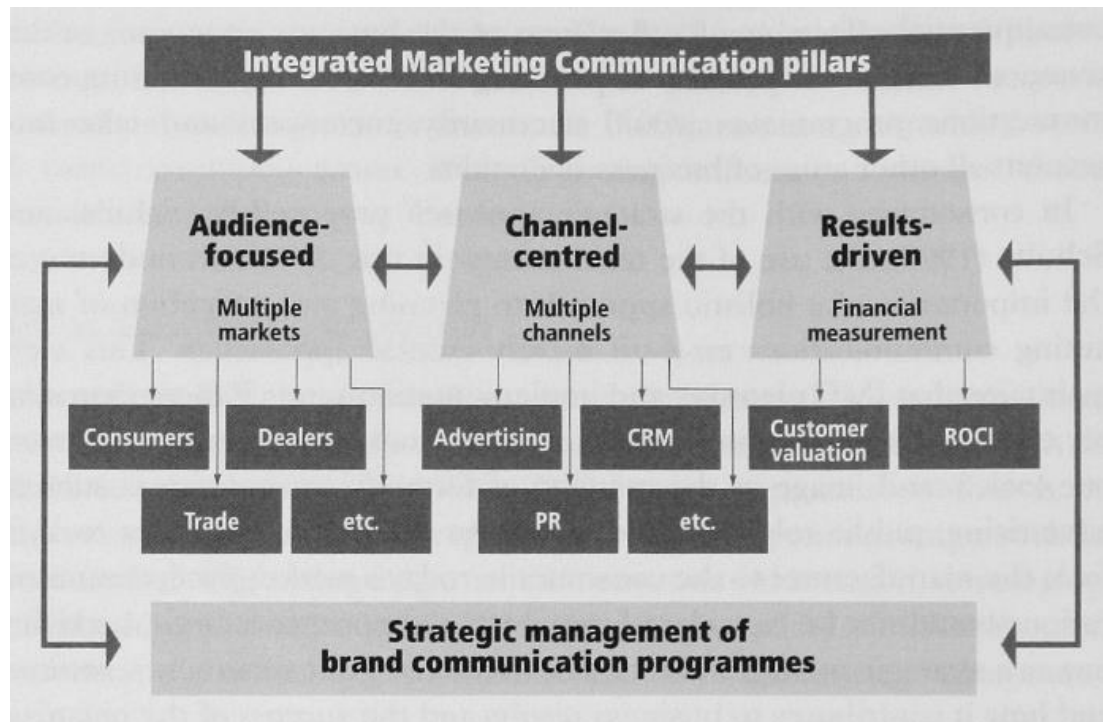 Integrated Marketing Communication pillars
Audience-
focused
Multiple
markets
Channel-
centred
Multiple
channels
Results-
driven
Financial
measurement
Consumers
Dealers
Trade
etc.
Advertising
CRM
PR
etc.
Customer
valuation
ROCI
Strategic management of
brand communication programmes